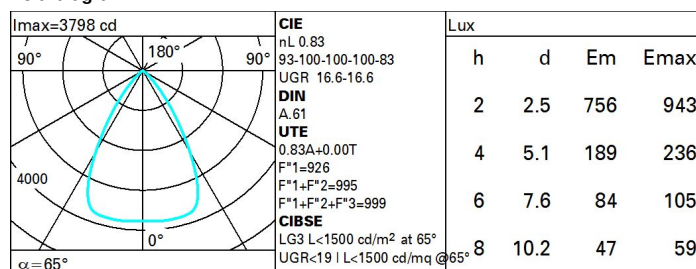 Imax=3798 cd
90°
180°
90°
4000
0°
α=65°
CIE
nL 0.83
93-100-100-100-83
UGR 16.6-16.6
DIN
A.61
UTE
0.83A+0.00T
F"1=926
F"1+F"2=995
F"1+F"2+F"3=999
CIBSE
LG3 L<1500 cd/m² at 65°
UGR<19 | L<1500 cd/mq @65°
Lux
h d Em Emax
2 2.5 756 943
4 5.1 189 236
6 7.6 84 105
8 10.2 47 59